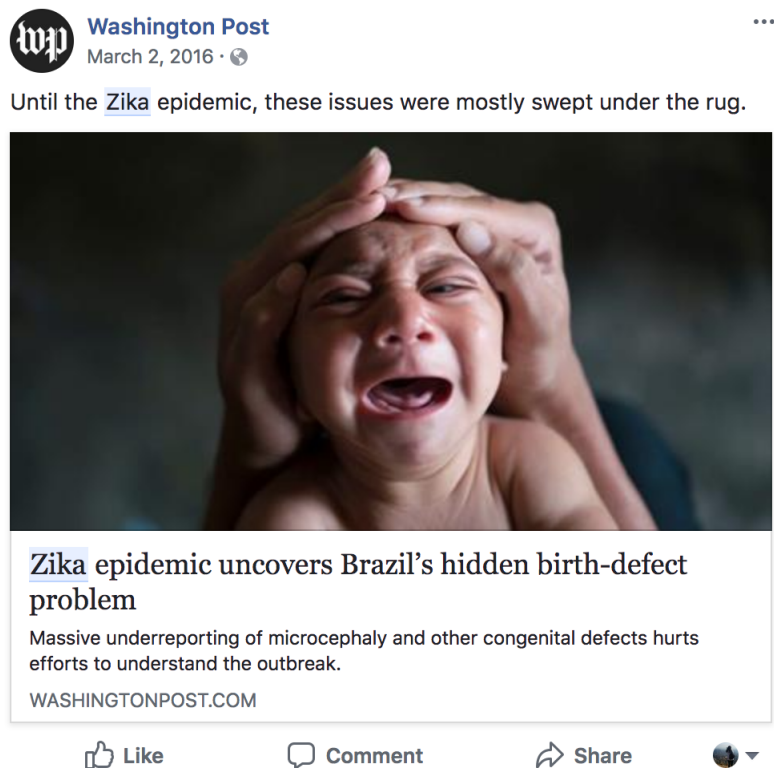 wp
Washington Post
March 2, 2016 ·
Until the Zika epidemic, these issues were mostly swept under the rug.
Zika epidemic uncovers Brazil’s hidden birth-defect
problem
Massive underreporting of microcephaly and other congenital defects hurts
efforts to understand the outbreak.
WASHINGTONPOST.COM
Like Comment Share